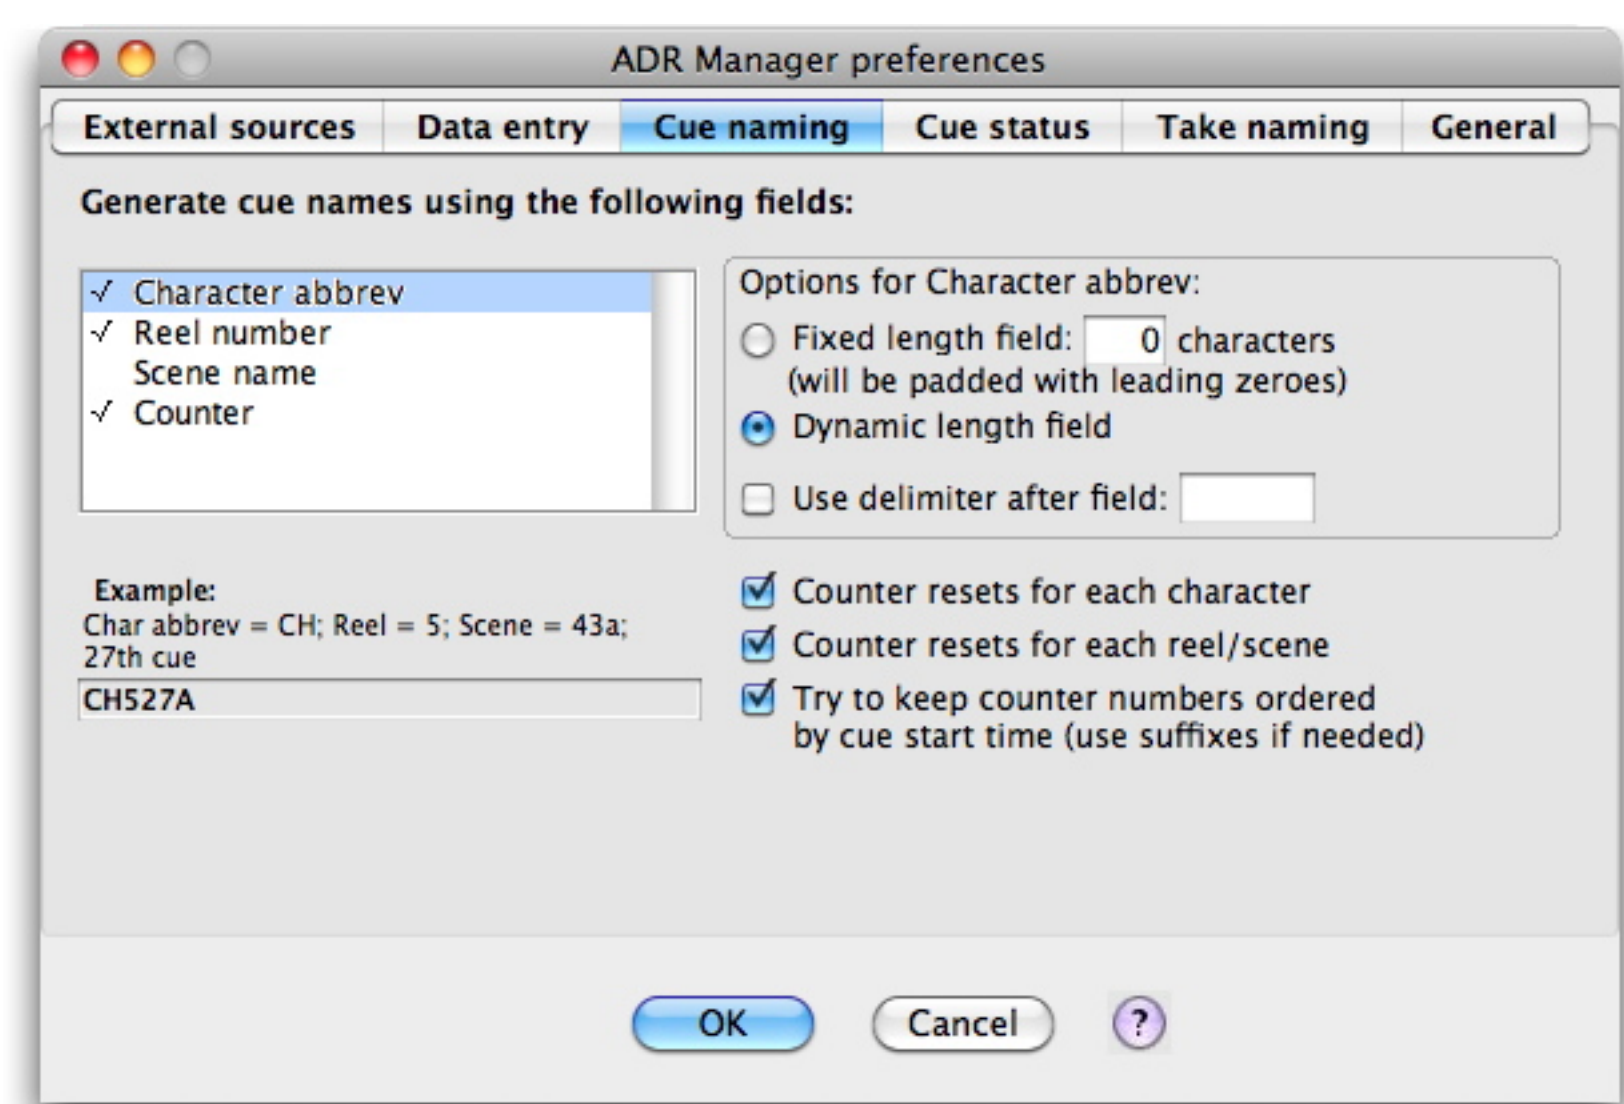 ADR Manager preferences
External sources Data entry Cue naming Cue status Take naming General
Generate cue names using the following fields:
✓ Character abbrev
✓ Reel number
Scene name
✓ Counter
Options for Character abbrev:
Fixed length field: 0 characters
(will be padded with leading zeroes)
Dynamic length field
Use delimiter after field:
Example:
Char abbrev = CH; Reel = 5; Scene = 43a;
27th cue
CH527A
Counter resets for each character
Counter resets for each reel/scene
Try to keep counter numbers ordered
by cue start time (use suffixes if needed)
OK Cancel ?